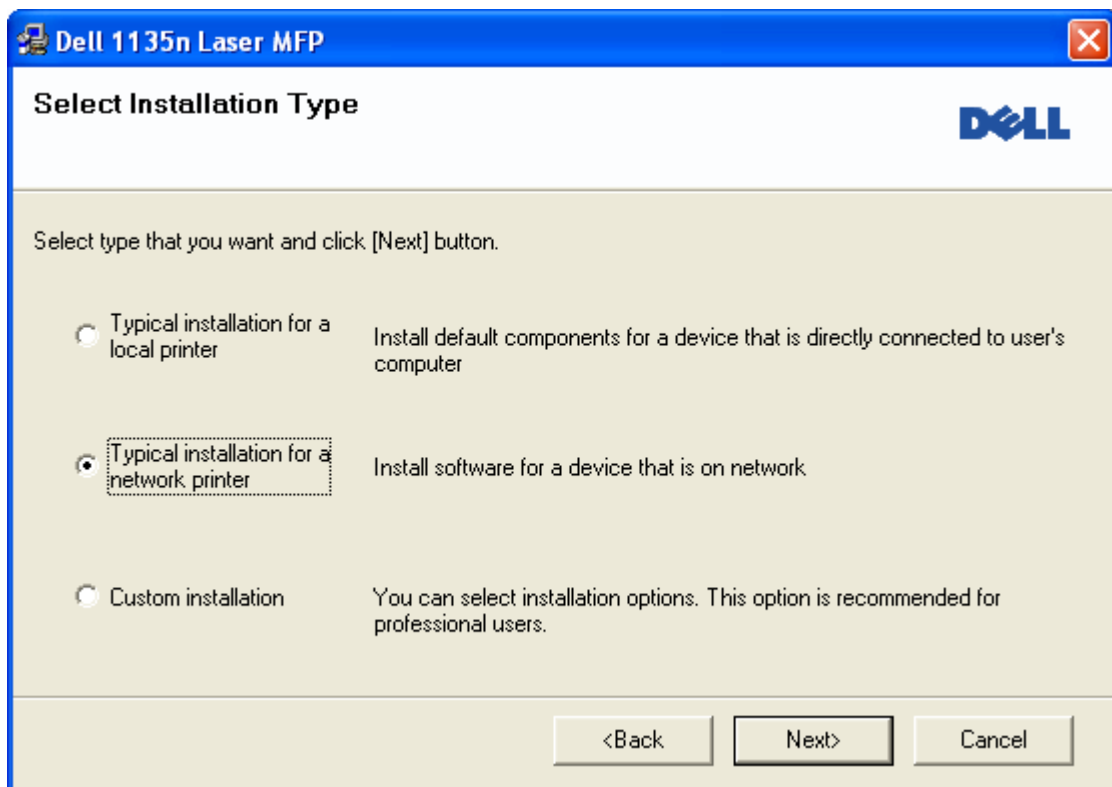 Dell 1135n Laser MFP
Select Installation Type
DELL
Select type that you want and click [Next] button.
Typical installation for a
local printer
Install default components for a device that is directly connected to user's
computer
Typical installation for a
network printer
Install software for a device that is on network
Custom installation
You can select installation options. This option is recommended for
professional users.
<Back
Next>
Cancel